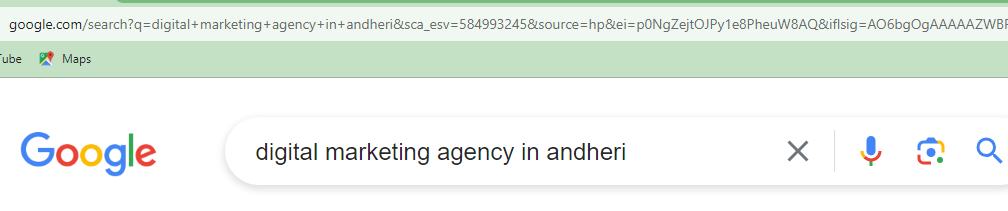 google.com/search?q=digital+marketing+agency+in+andheri&sca_esv=584993245&source=hp&ei=p0NgZejtOJPy1e8PheuW8AQ&iflsig=AO6bgOgAAAAAZWBF
Tube Maps
Google digital marketing agency in andheri